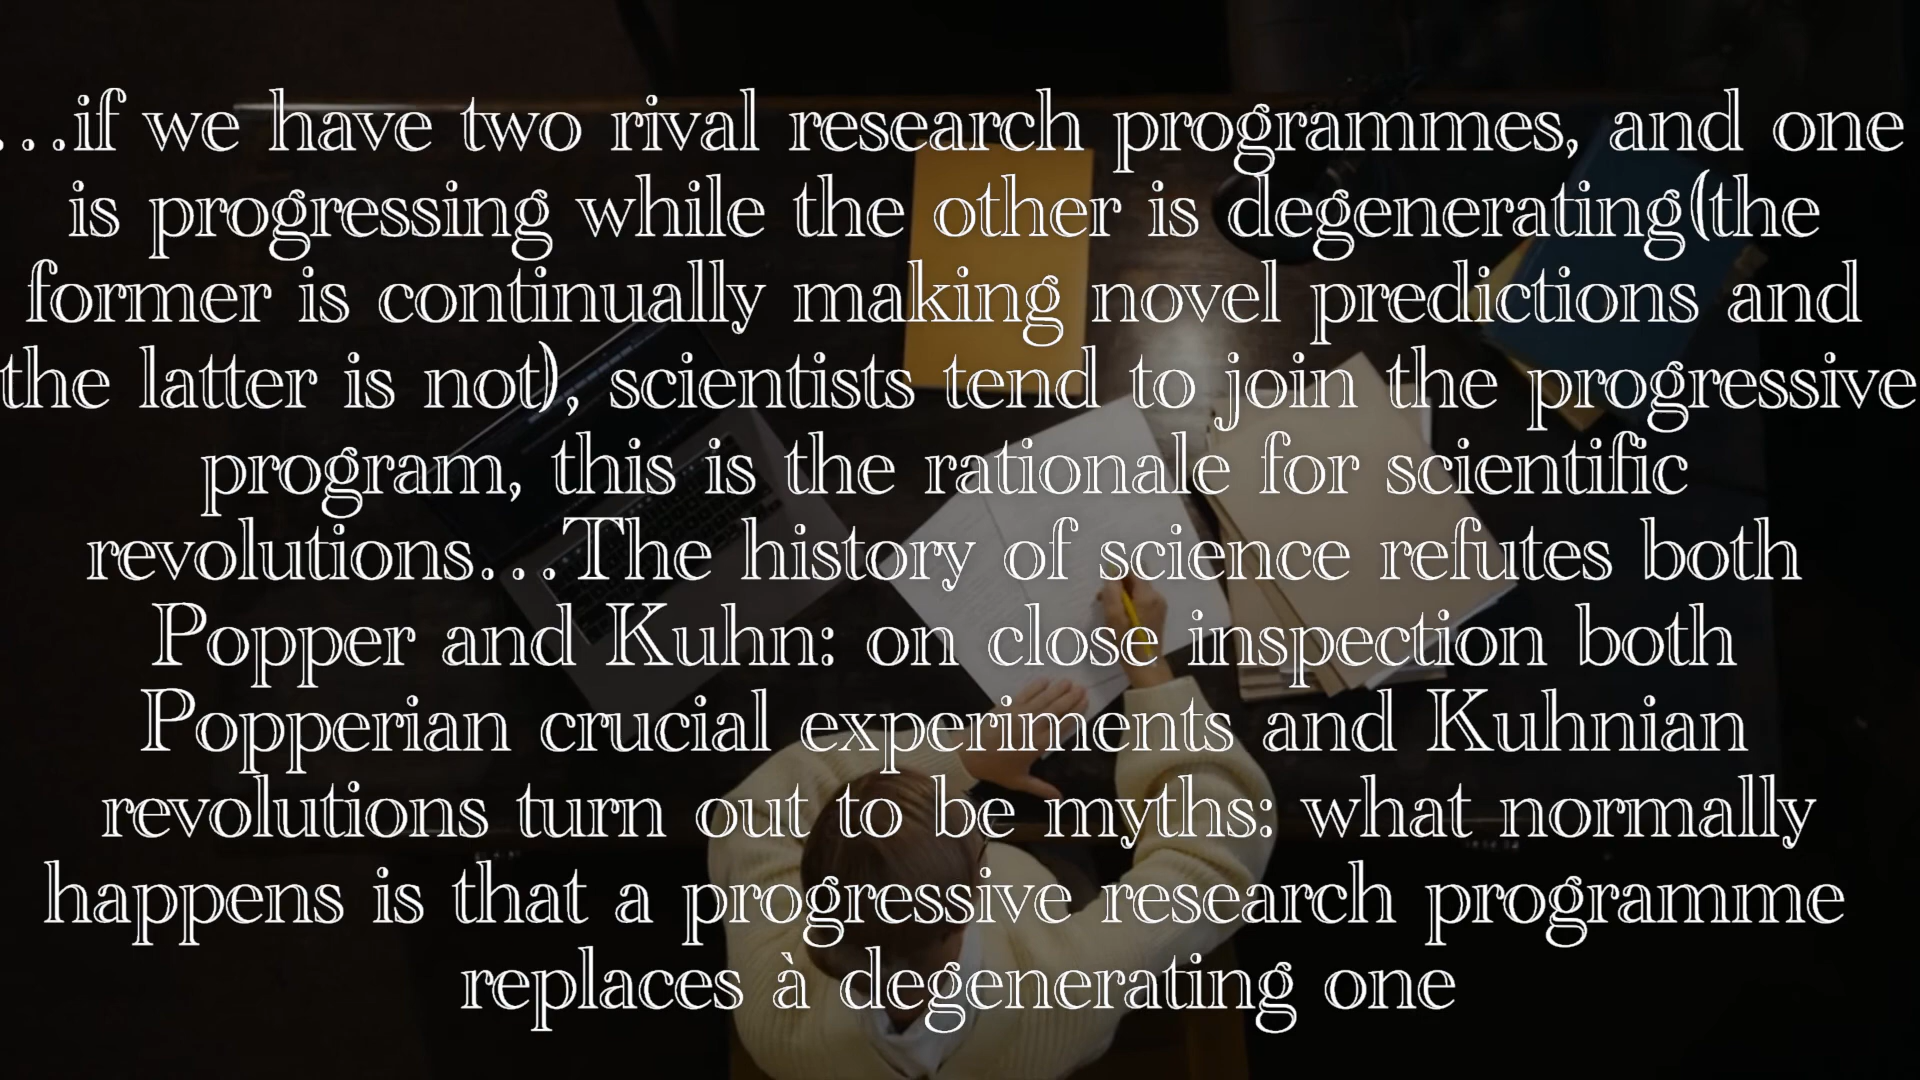 …if we have two rival research programmes, and one
is progressing while the other is degenerating(the
former is continually making novel predictions and
the latter is not), scientists tend to join the progressive
program, this is the rationale for scientific
revolutions…The history of science refutes both
Popper and Kuhn: on close inspection both
Popperian crucial experiments and Kuhnian
revolutions turn out to be myths: what normally
happens is that a progressive research programme
replaces à degenerating one